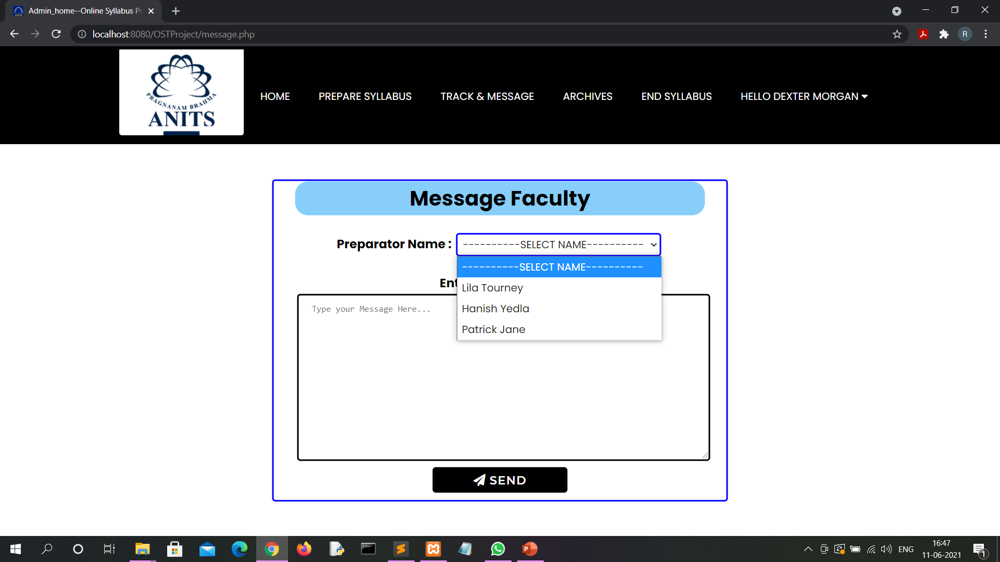 Admin_home--Online Syllabus Pr
localhost:8080/OSTProject/message.php
R
PRAGNANAM BRAHMA
ANITS
HOME
PREPARE SYLLABUS
TRACK & MESSAGE
ARCHIVES
END SYLLABUS
HELLO DEXTER MORGAN
Message Faculty
Preparator Name :
----------SELECT NAME----------
----------SELECT NAME----------
Lila Tourney
Hanish Yedla
Patrick Jane
Ent
Type your Message Here...
SEND
ENG
16:47
11-06-2021
1